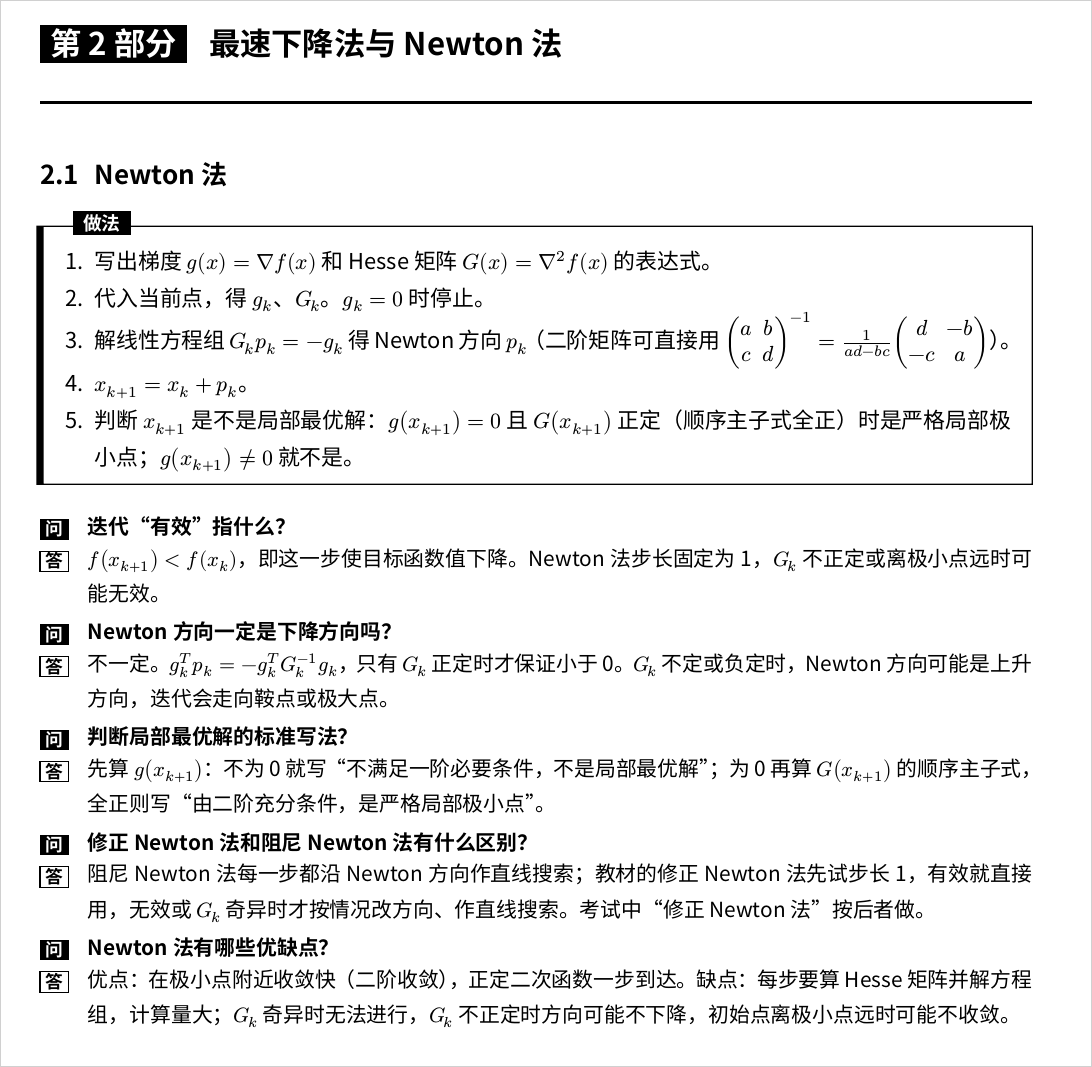 第 2 部分 最速下降法与 Newton 法
2.1 Newton 法
做法
1. 写出梯度 g(x) = ∇f(x) 和 Hesse 矩阵 G(x) = ∇²f(x) 的表达式。
2. 代入当前点，得 g_k、G_k。g_k = 0 时停止。
3. 解线性方程组 G_k p_k = −g_k 得 Newton 方向 p_k（二阶矩阵可直接用 (a b; c d)^{−1} = \frac{1}{ad−bc} (d −b; −c a)）。
4. x_{k+1} = x_k + p_k。
5. 判断 x_{k+1} 是不是局部最优解：g(x_{k+1}) = 0 且 G(x_{k+1}) 正定（顺序主子式全正）时是严格局部极
小点；g(x_{k+1}) ≠ 0 就不是。
问 迭代“有效”指什么？
答 f(x_{k+1}) < f(x_k)，即这一步使目标函数值下降。Newton 法步长固定为 1，G_k 不正定或离极小点远时可
能无效。
问 Newton 方向一定是下降方向吗？
答 不一定。g_k^T p_k = −g_k^T G_k^{−1} g_k，只有 G_k 正定时才保证小于 0。G_k 不定或负定时，Newton 方向可能是上升
方向，迭代会走向鞍点或极大点。
问 判断局部最优解的标准写法？
答 先算 g(x_{k+1})：不为 0 就写“不满足一阶必要条件，不是局部最优解”；为 0 再算 G(x_{k+1}) 的顺序主子式，
全正则写“由二阶充分条件，是严格局部极小点”。
问 修正 Newton 法和阻尼 Newton 法有什么区别？
答 阻尼 Newton 法每一步都沿 Newton 方向作直线搜索；教材的修正 Newton 法先试步长 1，有效就直接
用，无效或 G_k 奇异时才按情况改方向、作直线搜索。考试中“修正 Newton 法”按后者做。
问 Newton 法有哪些优缺点？
答 优点：在极小点附近收敛快（二阶收敛），正定二次函数一步到达。缺点：每步要算 Hesse 矩阵并解方程
组，计算量大；G_k 奇异时无法进行，G_k 不正定时方向可能不下降，初始点离极小点远时可能不收敛。